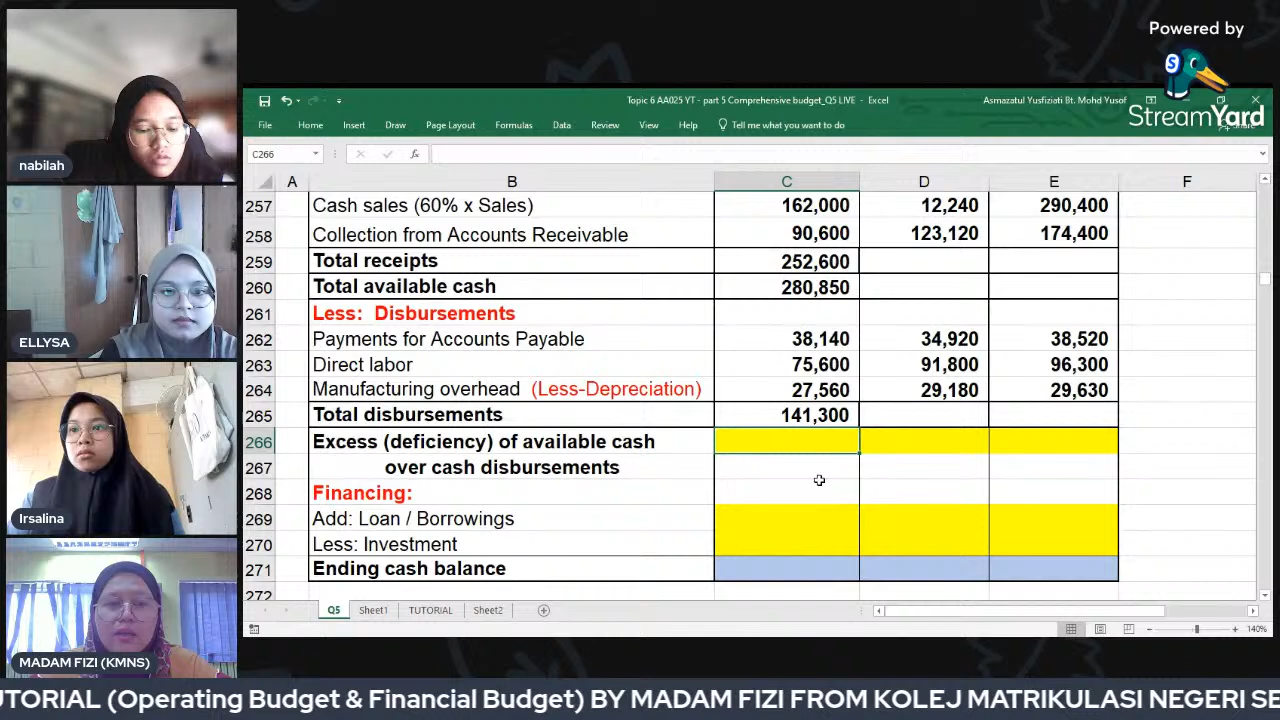 Powered by
StreamYard
nabilah
ELLYSA
Irsalina
MADAM FIZI (KMNS)
Topic 6 AA025 YT - part 5 Comprehensive budget_Q5 LIVE - Excel
Asmazatul Yusfiziati Bt. Mohd Yusof
File Home Insert Draw Page Layout Formulas Data Review View Help Tell me what you want to do
C266
A B C D E F
257 Cash sales (60% x Sales) 162,000 12,240 290,400
258 Collection from Accounts Receivable 90,600 123,120 174,400
259 Total receipts 252,600
260 Total available cash 280,850
261 Less: Disbursements
262 Payments for Accounts Payable 38,140 34,920 38,520
263 Direct labor 75,600 91,800 96,300
264 Manufacturing overhead (Less-Depreciation) 27,560 29,180 29,630
265 Total disbursements 141,300
266 Excess (deficiency) of available cash
267 over cash disbursements
268 Financing:
269 Add: Loan / Borrowings
270 Less: Investment
271 Ending cash balance
272
Q5 Sheet1 TUTORIAL Sheet2
140%
UTORIAL (Operating Budget & Financial Budget) BY MADAM FIZI FROM KOLEJ MATRIKULASI NEGERI SE